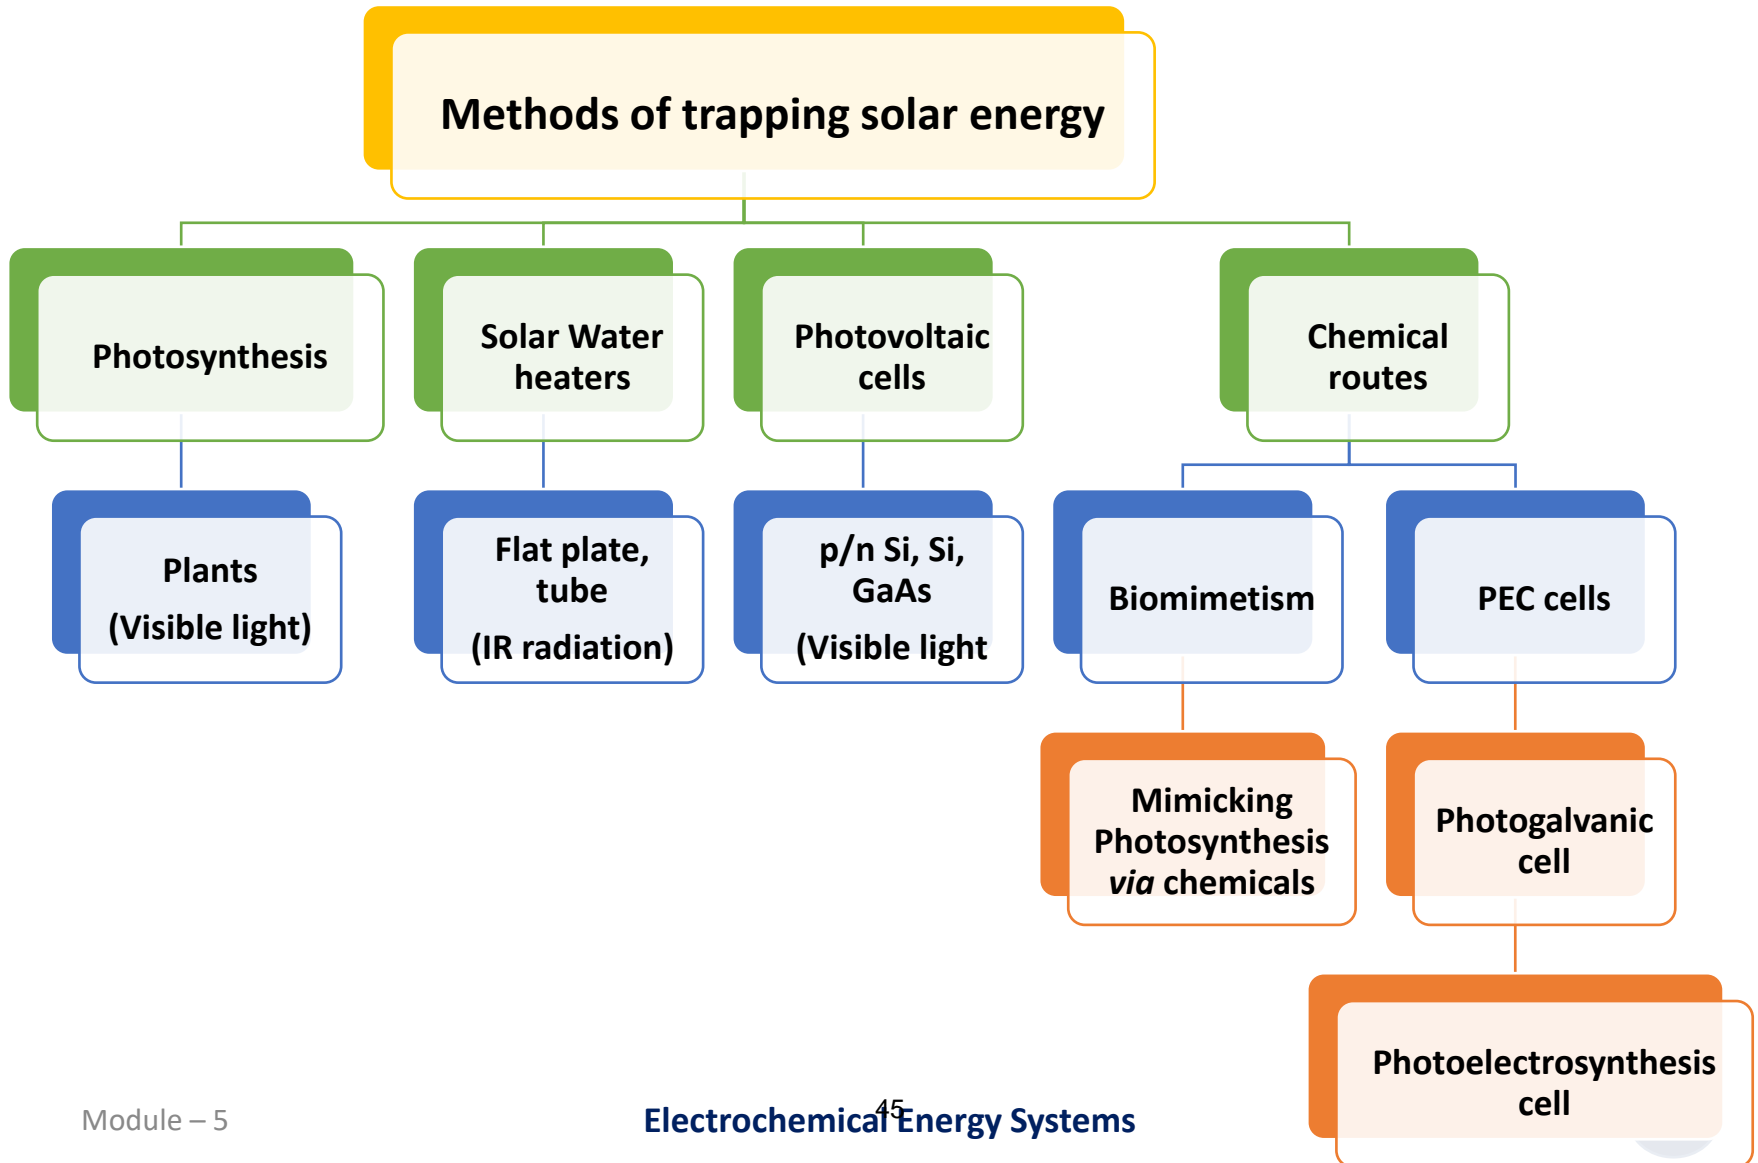 Methods of trapping solar energy
Photosynthesis
Solar Water
heaters
Photovoltaic
cells
Chemical
routes
Plants
(Visible light)
Flat plate,
tube
(IR radiation)
p/n Si, Si,
GaAs
(Visible light
Biomimetism
PEC cells
Mimicking
Photosynthesis
via chemicals
Photogalvanic
cell
Photoelectrosynthesis
cell
Module – 5
45
Electrochemical Energy Systems